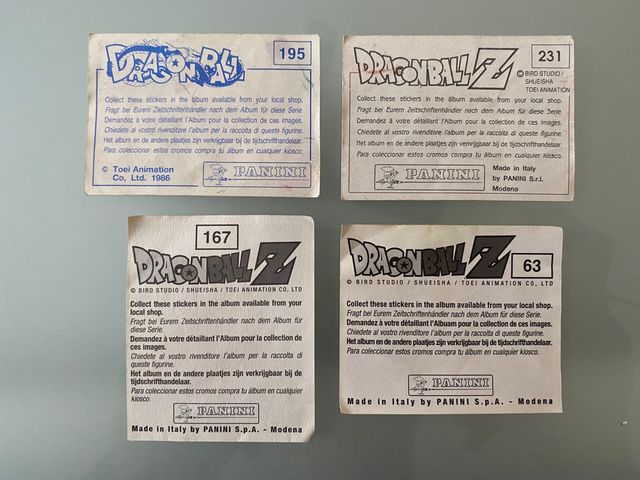 DRAGON BALL
195
Collect these stickers in the album available from your local shop.
Fragt bei Eurem Zeitschriftenhändler nach dem Album für diese Serie.
Demandez à votre détaillant l'Album pour la collection de ces images.
Chiedete al vostro rivenditore l'album per la raccolta di queste figurine.
Het album en de andere plaatjes zijn verkrijgbaar bij de tijdschrifthandelaar.
Para coleccionar estos cromos compra tu álbum en cualquier kiosco.
© Toei Animation
Co, Ltd. 1986
PANINI
DRAGONBALL Z
231
© BIRD STUDIO /
SHUEISHA /
TOEI ANIMATION
Collect these stickers in the album available from your local shop.
Fragt bei Eurem Zeitschriftenhändler nach dem Album für diese Serie.
Demandez à votre détaillant l'Album pour la collection de ces images.
Chiedete al vostro rivenditore l'album per la raccolta di queste figurine.
Het album en de andere plaatjes zijn verkrijgbaar bij de tijdschrifthandelaar.
Para coleccionar estos cromos compra tu álbum en cualquier kiosco.
PANINI
Made in Italy
by PANINI S.r.l.
Modena
167
DRAGONBALL Z
© BIRD STUDIO / SHUEISHA / TOEI ANIMATION CO, LTD
Collect these stickers in the album available from your
local shop.
Fragt bei Eurem Zeitschriftenhändler nach dem Album für
diese Serie.
Demandez à votre détaillant l'Album pour la collection de
ces images.
Chiedete al vostro rivenditore l'album per la raccolta di
queste figurine.
Het album en de andere plaatjes zijn verkrijgbaar bij de
tijdschrifthandelaar.
Para coleccionar estos cromos compra tu álbum en cualquier
kiosco.
PANINI
Made in Italy by PANINI S.p.A. - Modena
DRAGONBALL Z
63
© BIRD STUDIO / SHUEISHA / TOEI ANIMATION CO, LTD
Collect these stickers in the album available from your local shop.
Fragt bei Eurem Zeitschriftenhändler nach dem Album für diese
Serie.
Demandez à votre détaillant l'Albuam pour la collection de ces
images.
Chiedete al vostro rivenditore l'album per la raccolta di queste
figurine.
Het album en de andere plaatjes zijn verkrijgbaar bij de
tijdschrifthandelaar.
Para coleccionar estos cromos compra tu álbum en cualquier
kiosco.
PANINI
Made in Italy by PANINI S.p.A. - Modena